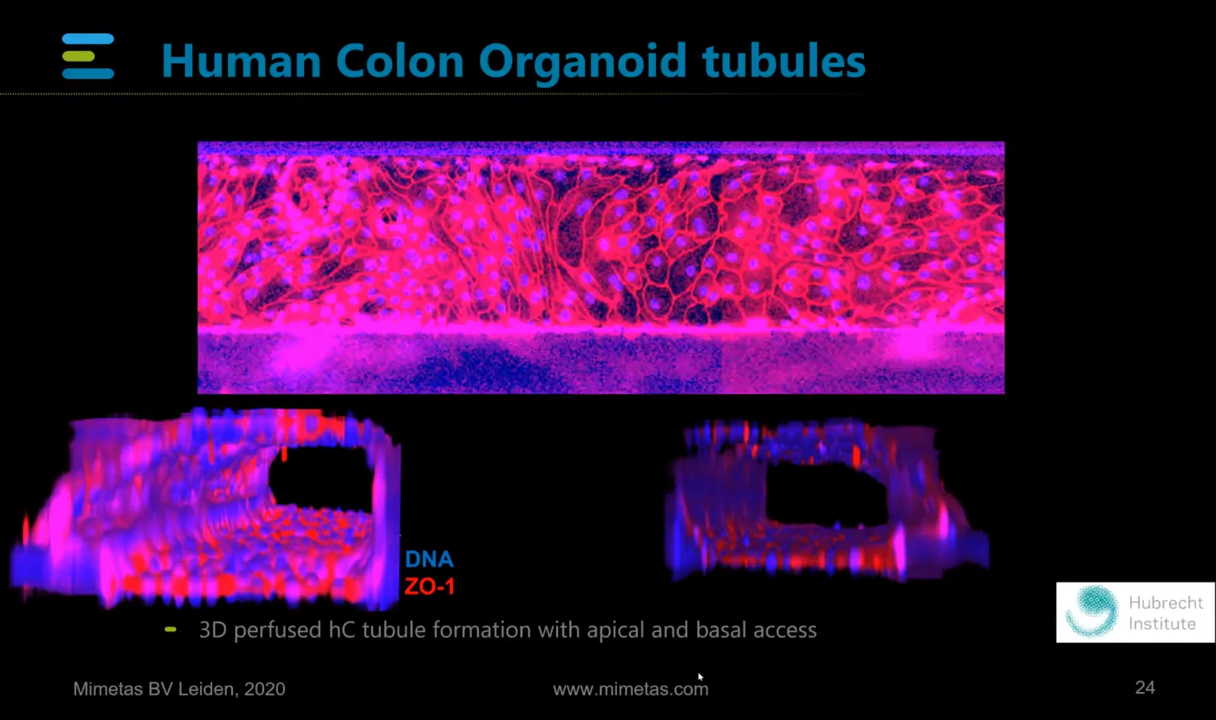 Human Colon Organoid tubules
DNA
ZO-1
3D perfused hC tubule formation with apical and basal access
Hubrecht
Institute
Mimetas BV Leiden, 2020
www.mimetas.com
24